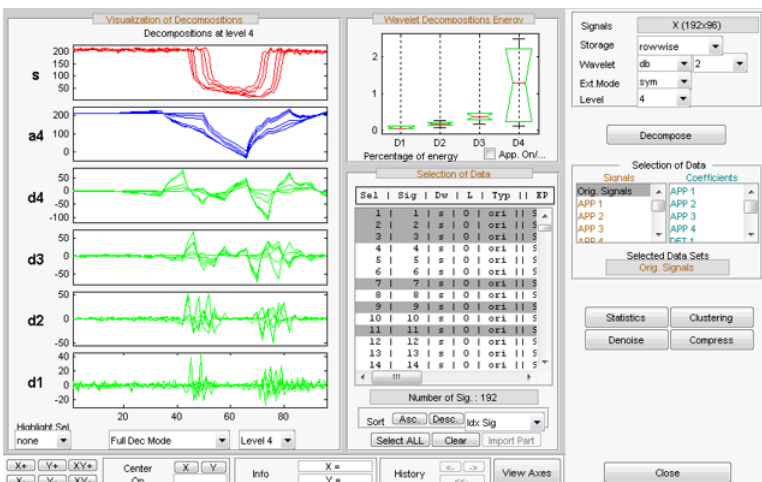 Visualization of Decompositions
Decompositions at level 4
s
200
150
100
50
a4
200
100
0
d4
50
0
-50
-100
d3
50
0
-50
d2
50
0
-50
d1
40
20
0
-20
20 40 60 80
Highlight Sel
none
Full Dec Mode
Level 4
Wavelet Decompositions Energy
2
1
0
D1 D2 D3 D4
Percentage of energy
App. On/...
Selection of Data
Sel | Sig | Dw | L | Typ || EP
1 | 1 | s | 0 | ori || S
2 | 2 | s | 0 | ori || S
3 | 3 | s | 0 | ori || S
4 | 4 | s | 0 | ori || S
5 | 5 | s | 0 | ori || S
6 | 6 | s | 0 | ori || S
7 | 7 | s | 0 | ori || S
8 | 8 | s | 0 | ori || S
9 | 9 | s | 0 | ori || S
10 | 10 | s | 0 | ori || S
11 | 11 | s | 0 | ori || S
12 | 12 | s | 0 | ori || S
13 | 13 | s | 0 | ori || S
14 | 14 | s | 0 | ori || S
Number of Sig.: 192
Sort Asc. Desc. Idx Sig
Select ALL Clear Import Part
Signals X (192x96)
Storage rowwise
Wavelet db 2
Ext.Mode sym
Level 4
Decompose
Selection of Data
Signals Coefficients
Orig. Signals APP 1
APP 1 APP 2
APP 2 APP 3
APP 3 APP 4
APP 4 DET 1
Selected Data Sets
Orig. Signals
Statistics Clustering
Denoise Compress
X+ Y+ XY+
X- Y- XY-
Center
On
X Y
Info
X =
Y =
History
<- ->
<<-
View Axes
Close